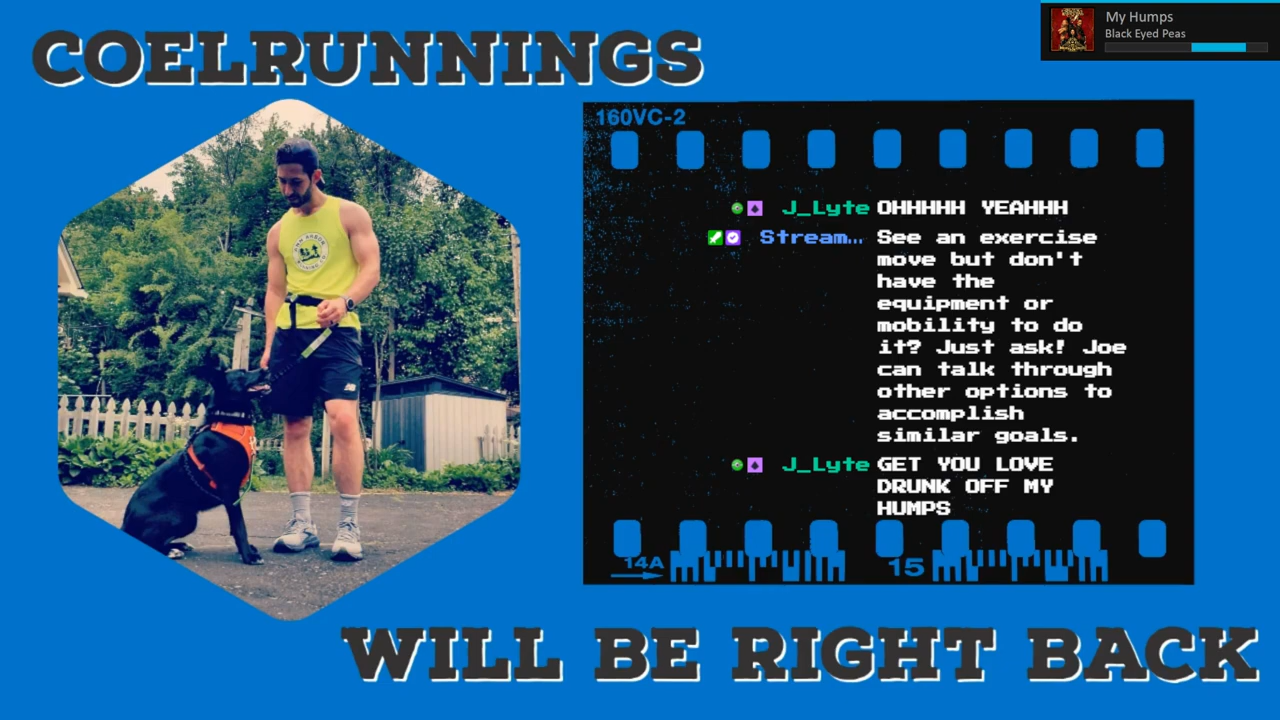 COELRUNNINGS
My Humps
Black Eyed Peas
160VC-2
J_Lyte OHHHHH YEAHHH
Stream... See an exercise
move but don't
have the
equipment or
mobility to do
it? Just ask! Joe
can talk through
other options to
accomplish
similar goals.
J_Lyte GET YOU LOVE
DRUNK OFF MY
HUMPS
14A
15
WILL BE RIGHT BACK